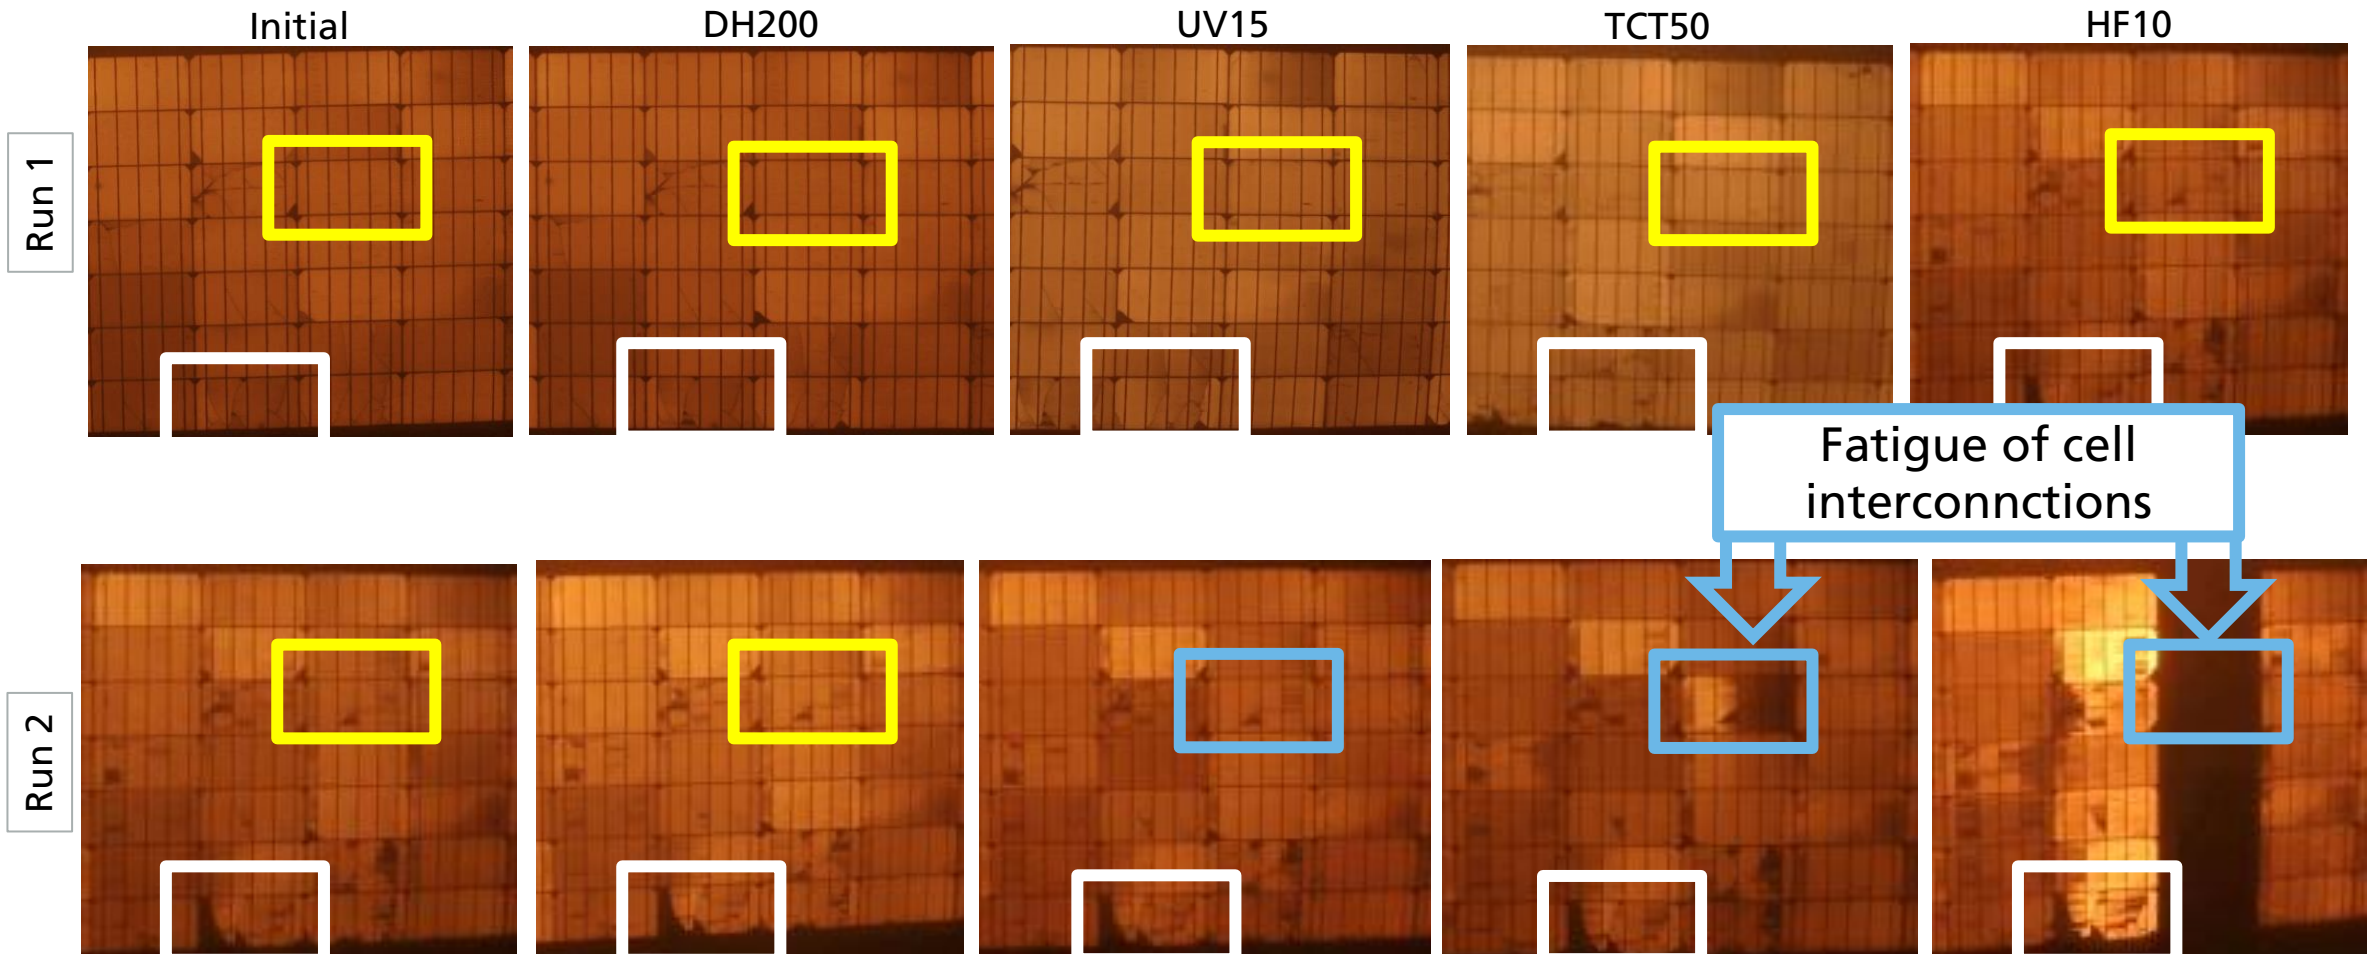 Initial
DH200
UV15
TCT50
HF10
Run 1
Fatigue of cell
interconnctions
Run 2